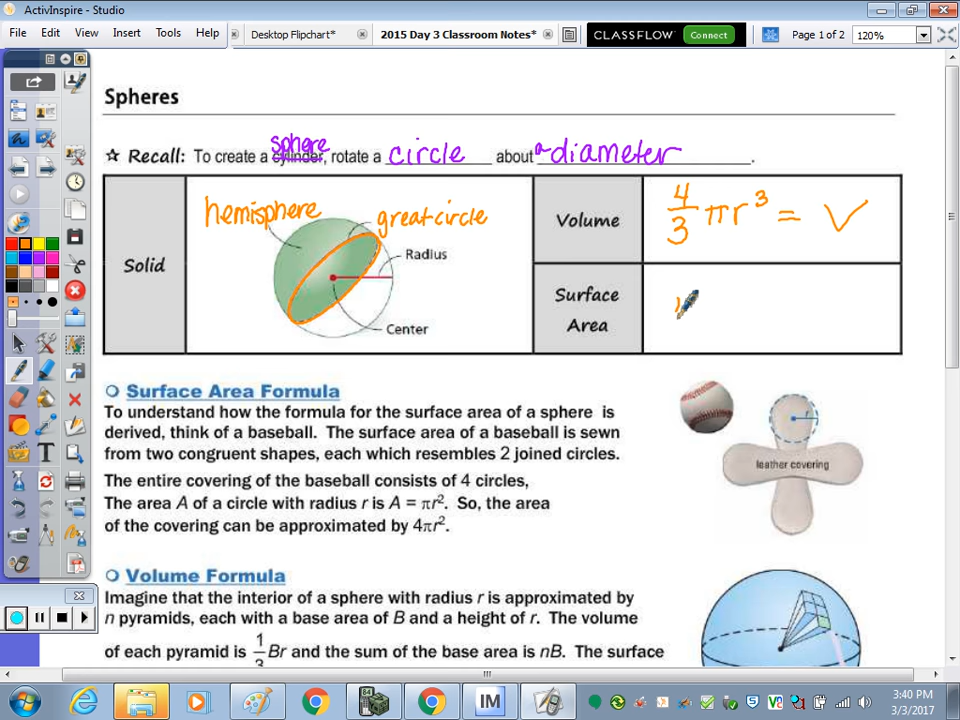 ActivInspire - Studio
File Edit View Insert Tools Help
Desktop Flipchart*
2015 Day 3 Classroom Notes*
CLASSFLOW Connect
Page 1 of 2
120%
Spheres
sphere
☆ Recall: To create a cylinder, rotate a circle about a diameter.
Solid
hemisphere
great circle
Radius
Center
Volume
4/3 πr³ = V
Surface
Area
Surface Area Formula
To understand how the formula for the surface area of a sphere is
derived, think of a baseball. The surface area of a baseball is sewn
from two congruent shapes, each which resembles 2 joined circles.
The entire covering of the baseball consists of 4 circles,
The area A of a circle with radius r is A = πr². So, the area
of the covering can be approximated by 4πr².
r
leather covering
Volume Formula
Imagine that the interior of a sphere with radius r is approximated by
n pyramids, each with a base area of B and a height of r. The volume
of each pyramid is 1/3 Br and the sum of the base area is nB. The surface
IM
3:40 PM
3/3/2017